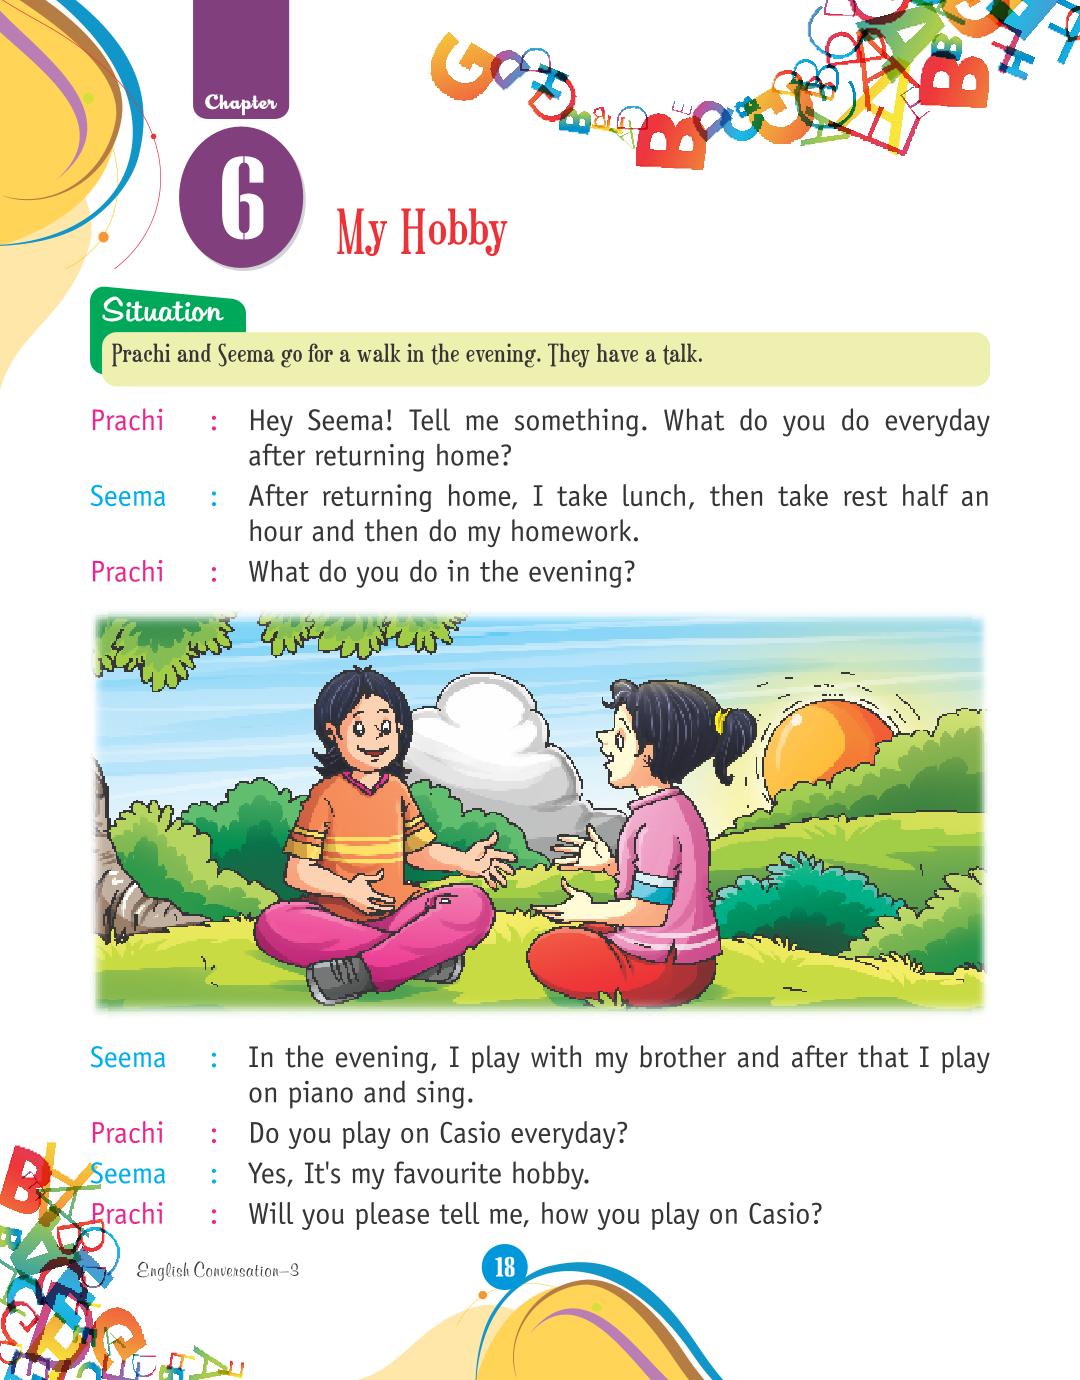 Chapter
6
My Hobby
Situation
Prachi and Seema go for a walk in the evening. They have a talk.
Prachi : Hey Seema! Tell me something. What do you do everyday
after returning home?
Seema : After returning home, I take lunch, then take rest half an
hour and then do my homework.
Prachi : What do you do in the evening?
Seema : In the evening, I play with my brother and after that I play
on piano and sing.
Prachi : Do you play on Casio everyday?
Seema : Yes, It's my favourite hobby.
Prachi : Will you please tell me, how you play on Casio?
English Conversation–3
18